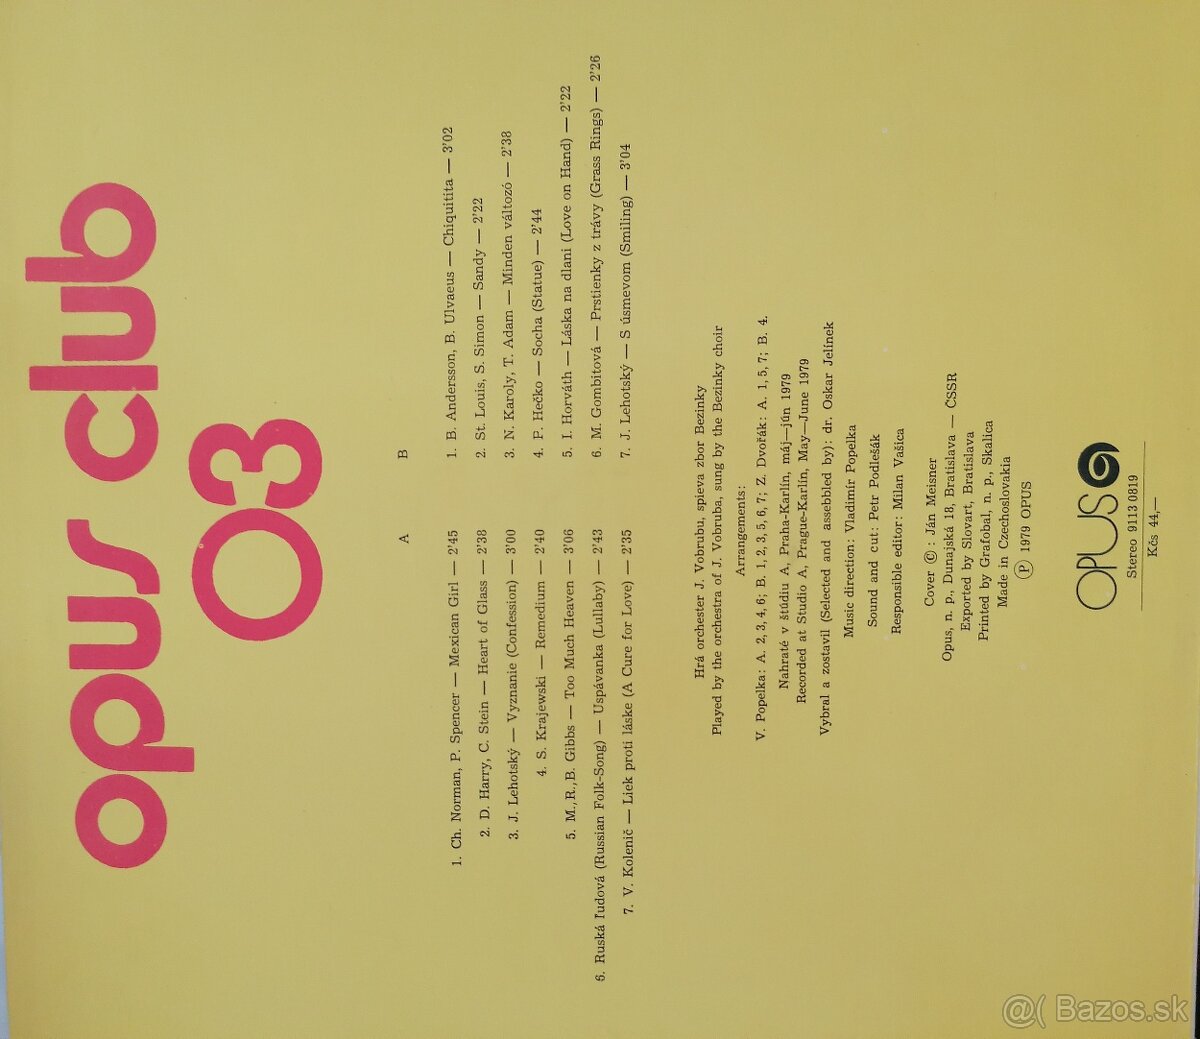 opus club
03
A
1. Ch. Norman, P. Spencer — Mexican Girl — 2'45
2. D. Harry, C. Stein — Heart of Glass — 2'38
3. J. Lehotský — Vyznanie (Confession) — 3'00
4. S. Krajewski — Remedium — 2'40
5. M.,R.,B. Gibbs — Too Much Heaven — 3'06
6. Ruská ľudová (Russian Folk-Song) — Uspávanka (Lullaby) — 2'43
7. V. Kolenič — Liek proti láske (A Cure for Love) — 2'35
B
1. B. Andersson, B. Ulvaeus — Chiquitita — 3'02
2. St. Louis, S. Simon — Sandy — 2'22
3. N. Karoly, T. Adam — Minden változó — 2'38
4. P. Hečko — Socha (Statue) — 2'44
5. I. Horváth — Láska na dlani (Love on Hand) — 2'22
6. M. Gombitová — Prstienky z trávy (Grass Rings) — 2'26
7. J. Lehotský — S úsmevom (Smiling) — 3'04
Hrá orchester J. Vobrubu, spieva zbor Bezinky
Played by the orchestra of J. Vobruba, sung by the Bezinky choir
Arrangements:
V. Popelka: A. 2, 3, 4, 6; B. 1, 2, 3, 5, 6, 7; Z. Dvořák: A. 1, 5, 7; B. 4.
Nahraté v štúdiu A, Praha-Karlín, máj—jún 1979
Recorded at Studio A, Prague-Karlín, May—June 1979
Vybral a zostavil (Selected and assebbled by): dr. Oskar Jelínek
Music direction: Vladimír Popelka
Sound and cut: Petr Podlešák
Responsible editor: Milan Vašica
Cover ©: Ján Meisner
Opus, n. p., Dunajská 18, Bratislava — ČSSR
Exported by Slovart, Bratislava
Printed by Grafobal, n. p., Skalica
Made in Czechoslovakia
Ⓟ 1979 OPUS
OPUS
Stereo 9113 0819
Kčs 44,—
@( Bazos.sk